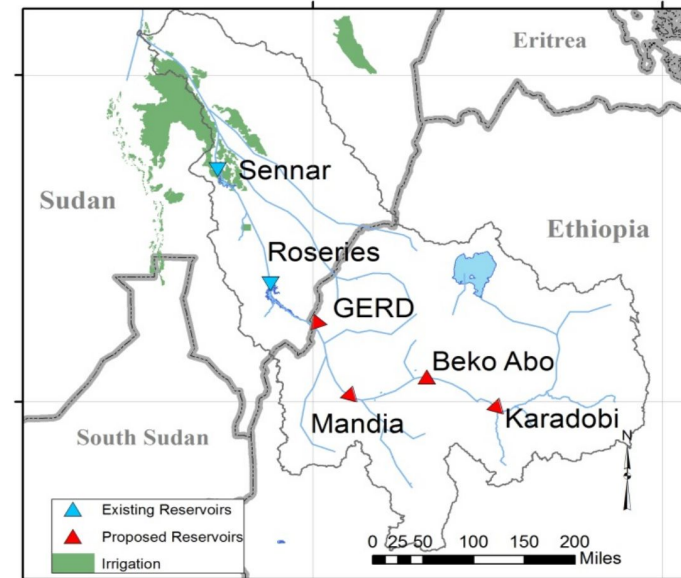 Eritrea
Sennar
Sudan
Ethiopia
Roseries
GERD
Beko Abo
Mandia
Karadobi
South Sudan
N
Existing Reservoirs
Proposed Reservoirs
Irrigation
0 25 50 100 150 200
Miles